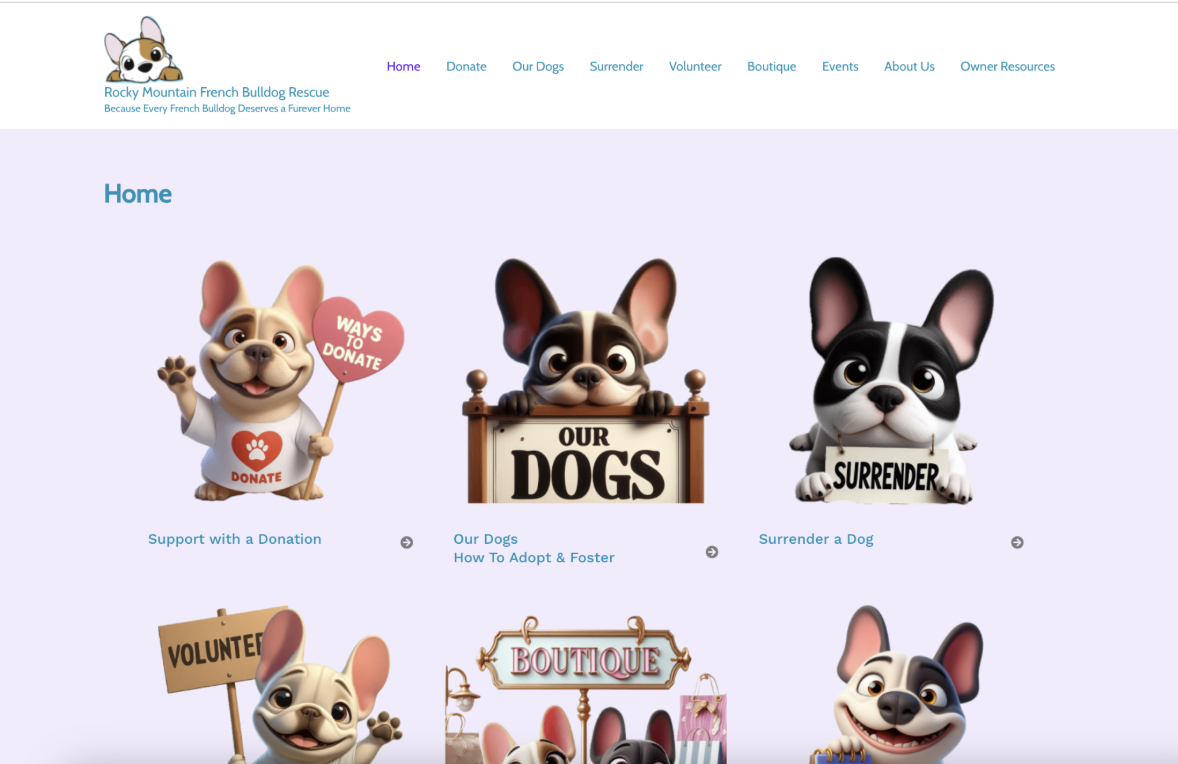 Rocky Mountain French Bulldog Rescue
Because Every French Bulldog Deserves a Furever Home
Home Donate Our Dogs Surrender Volunteer Boutique Events About Us Owner Resources
Home
WAYS
TO
DONATE
DONATE
OUR
DOGS
SURRENDER
Support with a Donation
Our Dogs
How To Adopt & Foster
Surrender a Dog
VOLUNTEE
BOUTIQUE